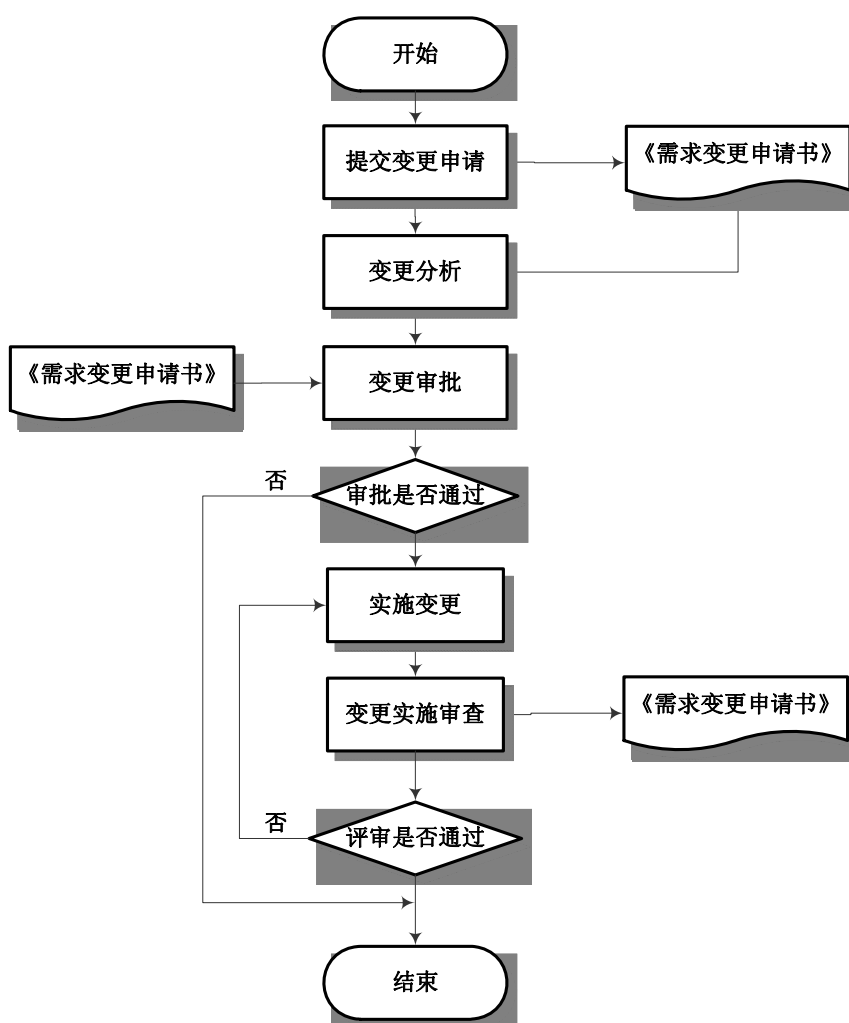 开始
提交变更申请
《需求变更申请书》
变更分析
《需求变更申请书》
变更审批
否
审批是否通过
实施变更
变更实施审查
《需求变更申请书》
否
评审是否通过
结束